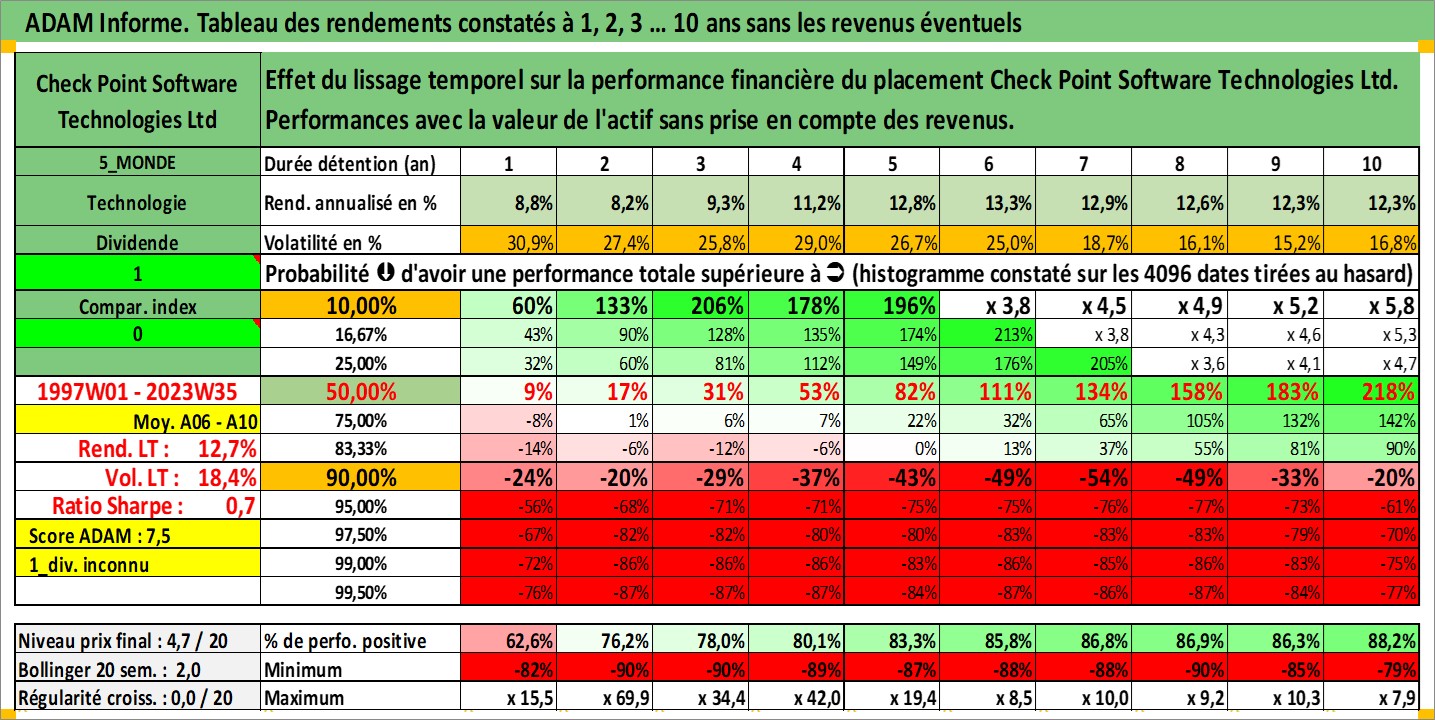 ADAM Informe. Tableau des rendements constatés à 1, 2, 3 ... 10 ans sans les revenus éventuels
Check Point Software Technologies Ltd
Effet du lissage temporel sur la performance financière du placement Check Point Software Technologies Ltd.
Performances avec la valeur de l'actif sans prise en compte des revenus.
5_MONDE Durée détention (an) 1 2 3 4 5 6 7 8 9 10
Technologie Rend. annualisé en % 8,8% 8,2% 9,3% 11,2% 12,8% 13,3% 12,9% 12,6% 12,3% 12,3%
Dividende Volatilité en % 30,9% 27,4% 25,8% 29,0% 26,7% 25,0% 18,7% 16,1% 15,2% 16,8%
1 Probabilité ⬇ d'avoir une performance totale supérieure à ➲ (histogramme constaté sur les 4096 dates tirées au hasard)
Compar. index 10,00% 60% 133% 206% 178% 196% x 3,8 x 4,5 x 4,9 x 5,2 x 5,8
0 16,67% 43% 90% 128% 135% 174% 213% x 3,8 x 4,3 x 4,6 x 5,3
25,00% 32% 60% 81% 112% 149% 176% 205% x 3,6 x 4,1 x 4,7
1997W01 - 2023W35 50,00% 9% 17% 31% 53% 82% 111% 134% 158% 183% 218%
Moy. A06 - A10 75,00% -8% 1% 6% 7% 22% 32% 65% 105% 132% 142%
Rend. LT : 12,7% 83,33% -14% -6% -12% -6% 0% 13% 37% 55% 81% 90%
Vol. LT : 18,4% 90,00% -24% -20% -29% -37% -43% -49% -54% -49% -33% -20%
Ratio Sharpe : 0,7 95,00% -56% -68% -71% -71% -75% -75% -76% -77% -73% -61%
Score ADAM : 7,5 97,50% -67% -82% -82% -80% -80% -83% -83% -83% -79% -70%
1_div. inconnu 99,00% -72% -86% -86% -86% -83% -86% -85% -86% -83% -75%
99,50% -76% -87% -87% -87% -84% -87% -86% -87% -84% -77%
Niveau prix final : 4,7 / 20 % de perfo. positive 62,6% 76,2% 78,0% 80,1% 83,3% 85,8% 86,8% 86,9% 86,3% 88,2%
Bollinger 20 sem. : 2,0 Minimum -82% -90% -90% -89% -87% -88% -88% -90% -85% -79%
Régularité croiss. : 0,0 / 20 Maximum x 15,5 x 69,9 x 34,4 x 42,0 x 19,4 x 8,5 x 10,0 x 9,2 x 10,3 x 7,9